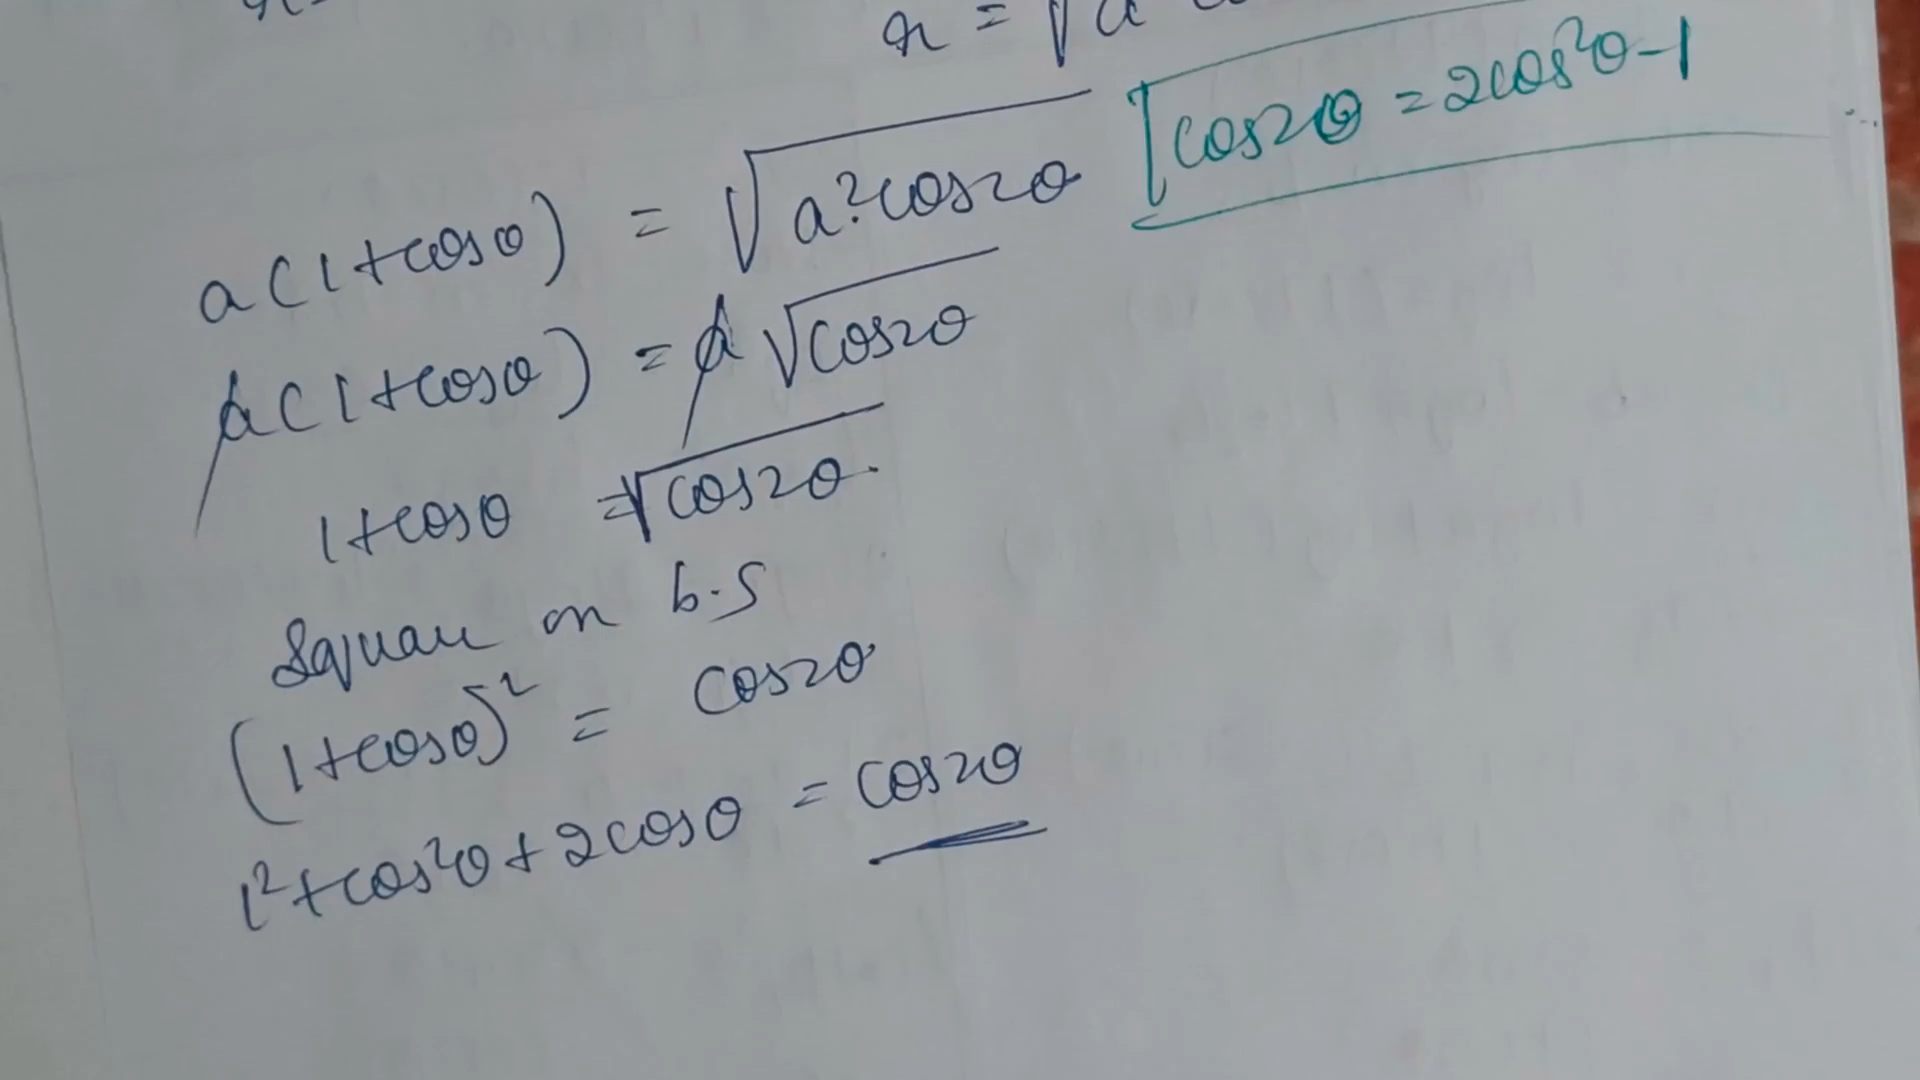 r = √a
a(1+cosθ) = √a²cos2θ [cos2θ = 2cos²θ-1
a(1+cosθ) = a√cos2θ
1+cosθ = √cos2θ.
Square on b.s
(1+cosθ)² = cos2θ
1²+cos²θ+2cosθ = cos2θ